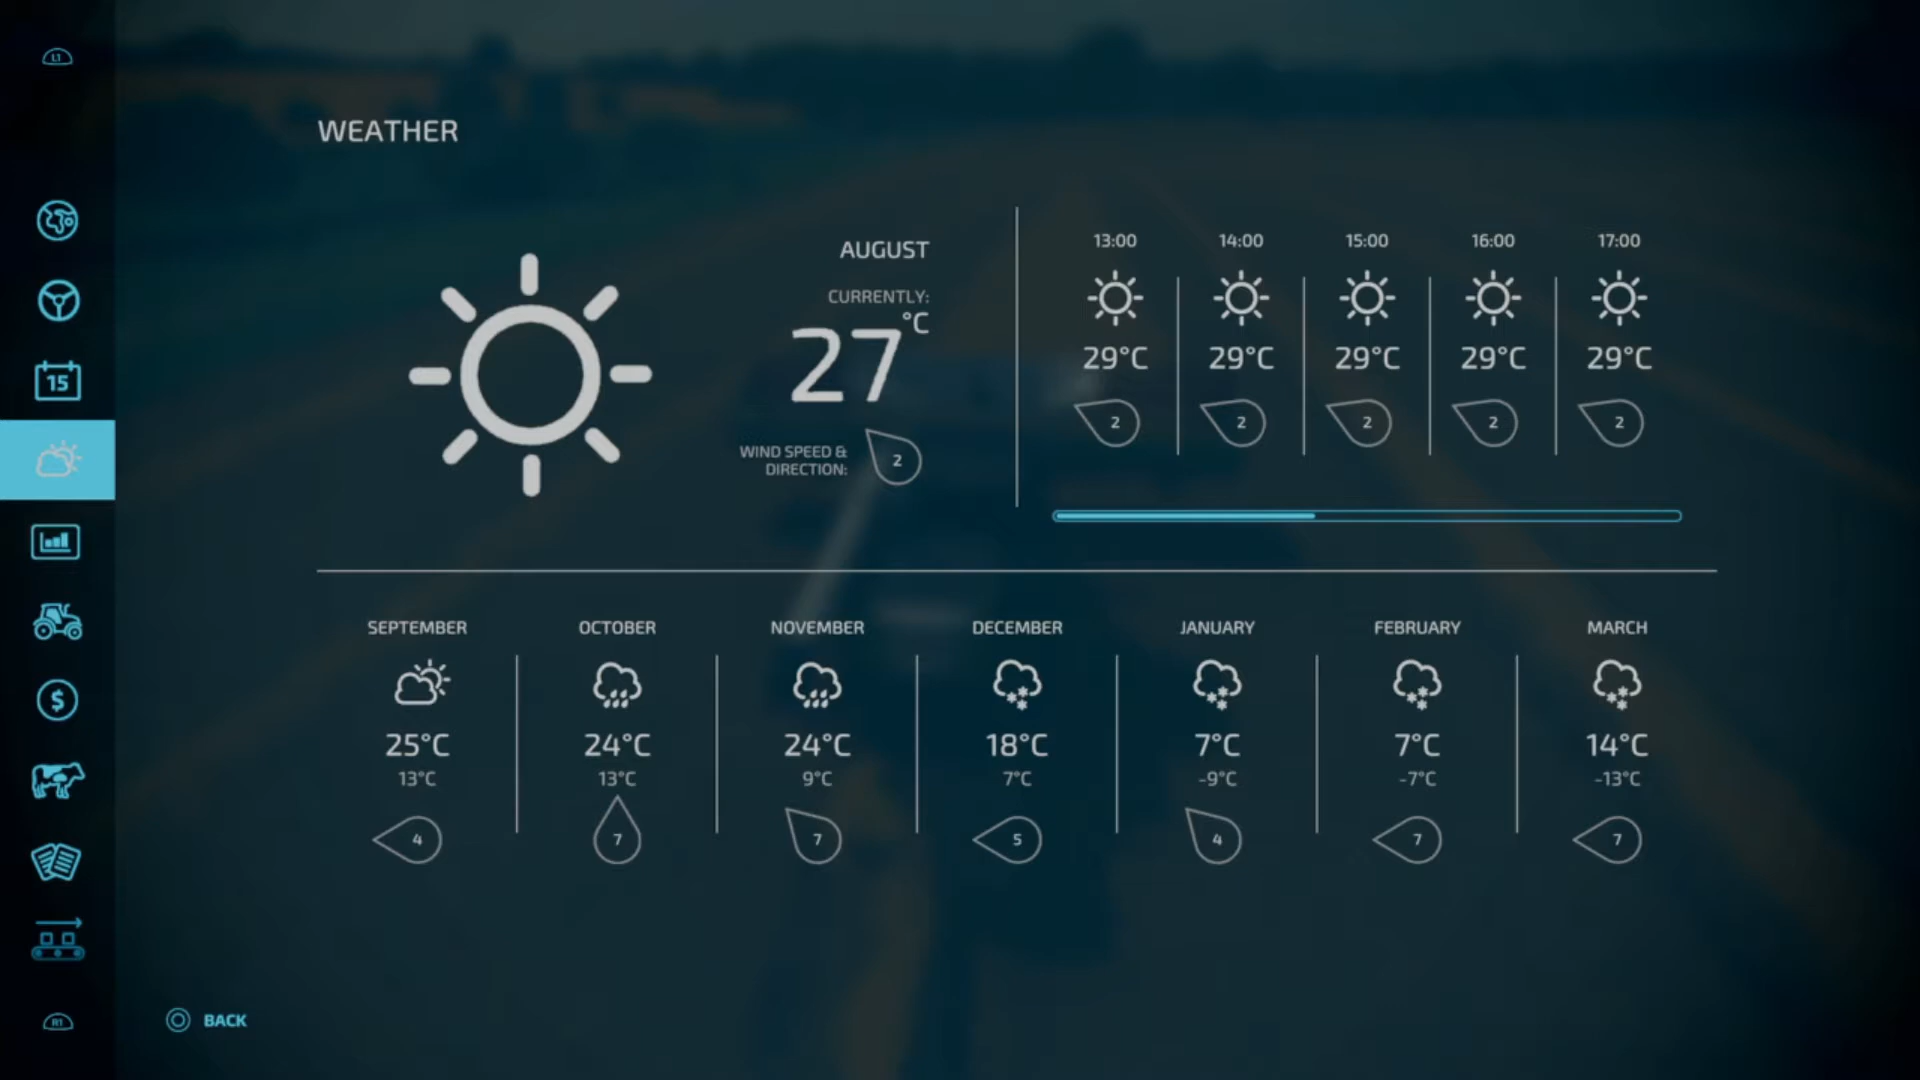 L1
WEATHER
AUGUST
CURRENTLY:
27°C
WIND SPEED &
DIRECTION:
2
13:00 14:00 15:00 16:00 17:00
29°C 29°C 29°C 29°C 29°C
2 2 2 2 2
15
$
SEPTEMBER OCTOBER NOVEMBER DECEMBER JANUARY FEBRUARY MARCH
25°C 24°C 24°C 18°C 7°C 7°C 14°C
13°C 13°C 9°C 7°C -9°C -7°C -13°C
4 7 7 5 4 7 7
R1
BACK